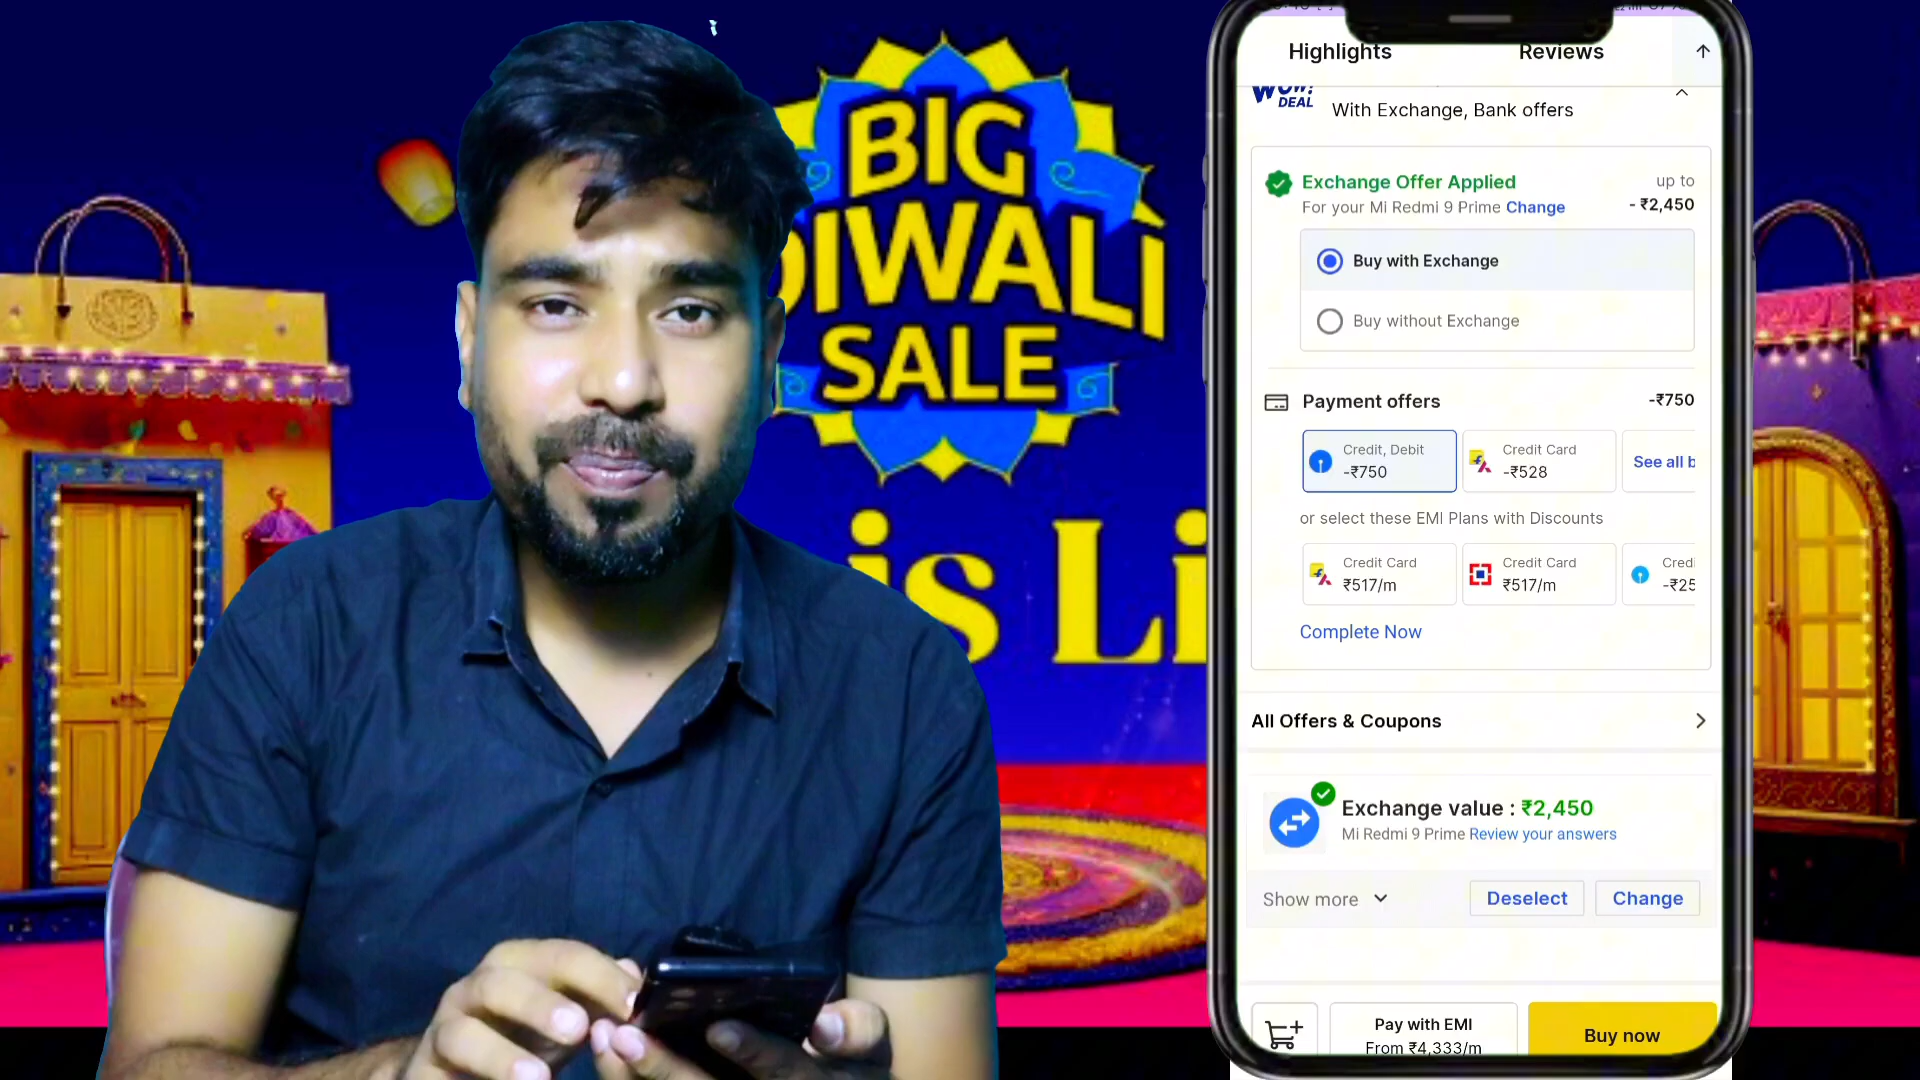 BIG
DIWALI
SALE
is Li
Highlights
Reviews
WOW!
DEAL
With Exchange, Bank offers
Exchange Offer Applied
up to
For your Mi Redmi 9 Prime Change
- ₹2,450
Buy with Exchange
Buy without Exchange
Payment offers
-₹750
Credit, Debit
-₹750
Credit Card
-₹528
See all b
or select these EMI Plans with Discounts
Credit Card
₹517/m
Credit Card
₹517/m
Credi
-₹25
Complete Now
All Offers & Coupons
Exchange value : ₹2,450
Mi Redmi 9 Prime Review your answers
Show more
Deselect
Change
Pay with EMI
From ₹4,333/m
Buy now